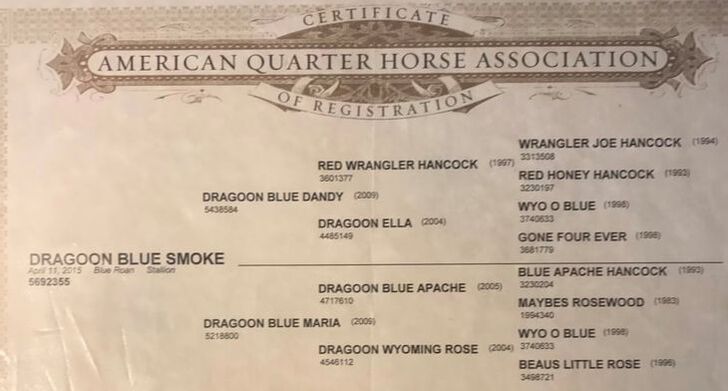 CERTIFICATE
AMERICAN QUARTER HORSE ASSOCIATION
OF REGISTRATION
WRANGLER JOE HANCOCK (1994)
3313508
RED WRANGLER HANCOCK (1997)
3601377
RED HONEY HANCOCK (1993)
3230197
DRAGOON BLUE DANDY (2009)
5438584
WYO O BLUE (1998)
3740633
DRAGOON ELLA (2004)
4485149
GONE FOUR EVER (1998)
3681779
DRAGOON BLUE SMOKE
April 11, 2015 Blue Roan Stallion
5692355
BLUE APACHE HANCOCK (1993)
3230204
DRAGOON BLUE APACHE (2005)
4717610
MAYBES ROSEWOOD (1983)
1994340
DRAGOON BLUE MARIA (2009)
5218800
WYO O BLUE (1998)
3740633
DRAGOON WYOMING ROSE (2004)
4546112
BEAUS LITTLE ROSE (1996)
3498721